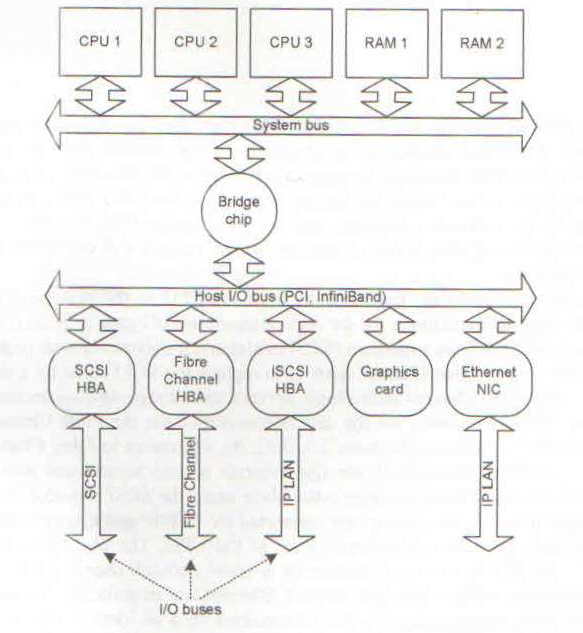 CPU 1
CPU 2
CPU 3
RAM 1
RAM 2
System bus
Bridge
chip
Host I/O bus (PCI, InfiniBand)
SCSI
HBA
Fibre
Channel
HBA
iSCSI
HBA
Graphics
card
Ethernet
NIC
SCSI
Fibre Channel
IP LAN
IP LAN
I/O buses